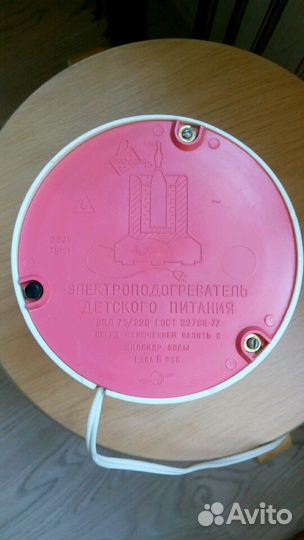 ~
220V
75W
ЭЛЕКТРОПОДОГРЕВАТЕЛЬ
ДЕТСКОГО ПИТАНИЯ
ЭПД 75/220 ГОСТ 22788-77
ПЕРЕД ВКЛЮЧЕНИЕМ НАЛИТЬ В
ЦИЛИНДР ВОДЫ
ЦЕНА 6 РУБ.
Avito